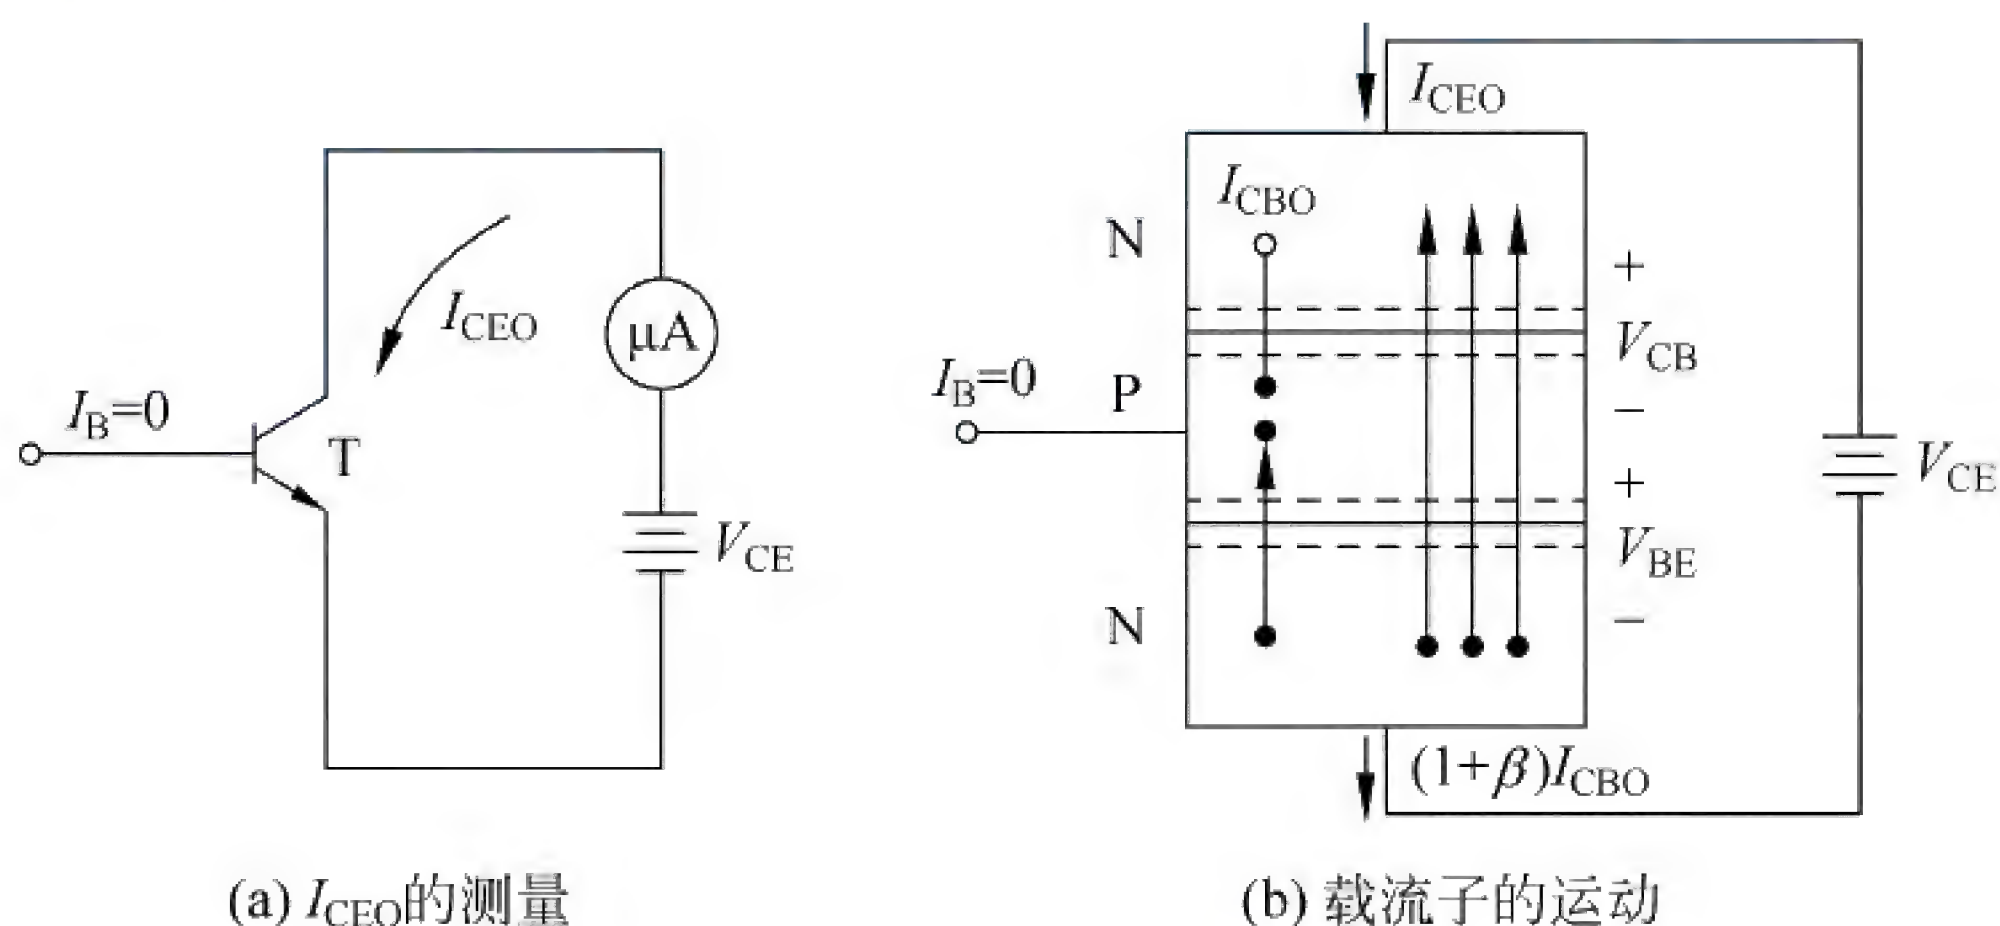 I_CEO
μA
I_B=0
T
V_CE
(a) I_CEO的测量
I_CEO
I_CBO
N
+
V_CB
I_B=0
P
−
+
V_CE
V_BE
N
−
(1+β)I_CBO
(b) 载流子的运动